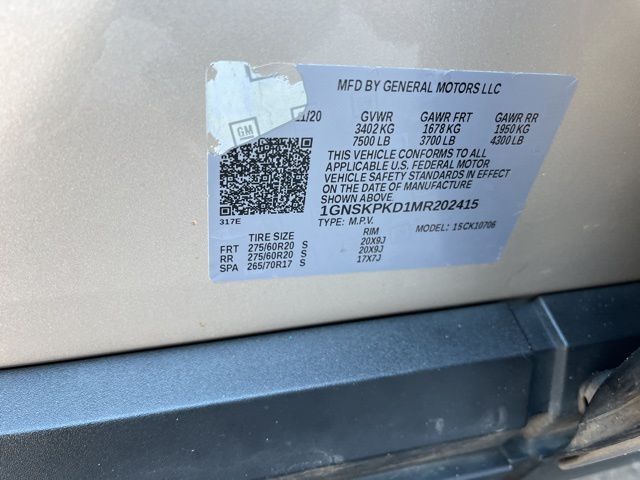 MFD BY GENERAL MOTORS LLC
GM
1/20 GVWR GAWR FRT GAWR RR
3402 KG 1678 KG 1950 KG
7500 LB 3700 LB 4300 LB
THIS VEHICLE CONFORMS TO ALL
APPLICABLE U.S. FEDERAL MOTOR
VEHICLE SAFETY STANDARDS IN EFFECT
ON THE DATE OF MANUFACTURE
SHOWN ABOVE.
1GNSKPKD1MR202415
317E TYPE: M.P.V. MODEL: 1SCK10706
TIRE SIZE RIM
FRT 275/60R20 S 20X9J
RR 275/60R20 S 20X9J
SPA 265/70R17 S 17X7J